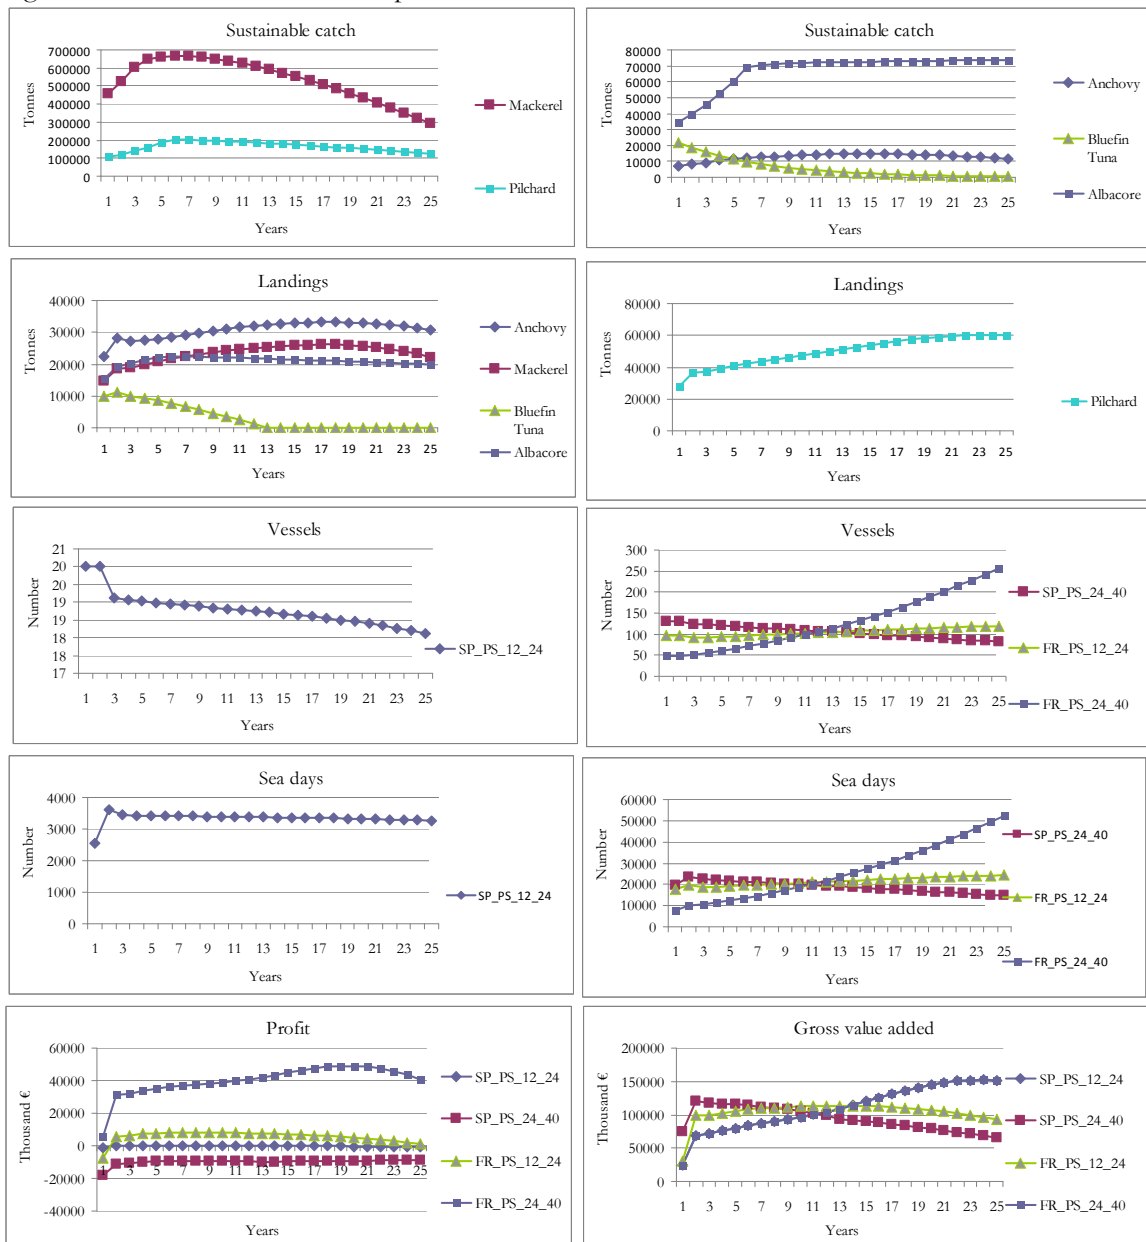 Sustainable catch
700000
600000
500000
400000
300000
200000
100000
0
Tonnes
1 3 5 7 9 11 13 15 17 19 21 23 25
Years
Mackerel
Pilchard
Sustainable catch
80000
70000
60000
50000
40000
30000
20000
10000
0
Tonnes
1 3 5 7 9 11 13 15 17 19 21 23 25
Years
Anchovy
Bluefin
Tuna
Albacore
Landings
40000
30000
20000
10000
0
Tonnes
1 3 5 7 9 11 13 15 17 19 21 23 25
Years
Anchovy
Mackerel
Bluefin
Tuna
Albacore
Landings
80000
60000
40000
20000
0
Tonnes
1 3 5 7 9 11 13 15 17 19 21 23 25
Years
Pilchard
Vessels
21
20
20
19
19
18
18
17
Number
1 3 5 7 9 11 13 15 17 19 21 23 25
Years
SP_PS_12_24
Vessels
300
250
200
150
100
50
0
Number
1 3 5 7 9 11 13 15 17 19 21 23 25
Years
SP_PS_24_40
FR_PS_12_24
FR_PS_24_40
Sea days
4000
3000
2000
1000
0
Number
1 3 5 7 9 11 13 15 17 19 21 23 25
Years
SP_PS_12_24
Sea days
60000
50000
40000
30000
20000
10000
0
Number
1 3 5 7 9 11 13 15 17 19 21 23 25
Years
SP_PS_24_40
FR_PS_12_24
FR_PS_24_40
Profit
60000
40000
20000
0
-20000
-40000
Thousand €
1 3 5 7 9 11 13 15 17 19 21 23 25
Years
SP_PS_12_24
SP_PS_24_40
FR_PS_12_24
FR_PS_24_40
Gross value added
200000
150000
100000
50000
0
Thousand €
1 3 5 7 9 11 13 15 17 19 21 23 25
Years
SP_PS_12_24
SP_PS_24_40
FR_PS_12_24
FR_PS_24_40